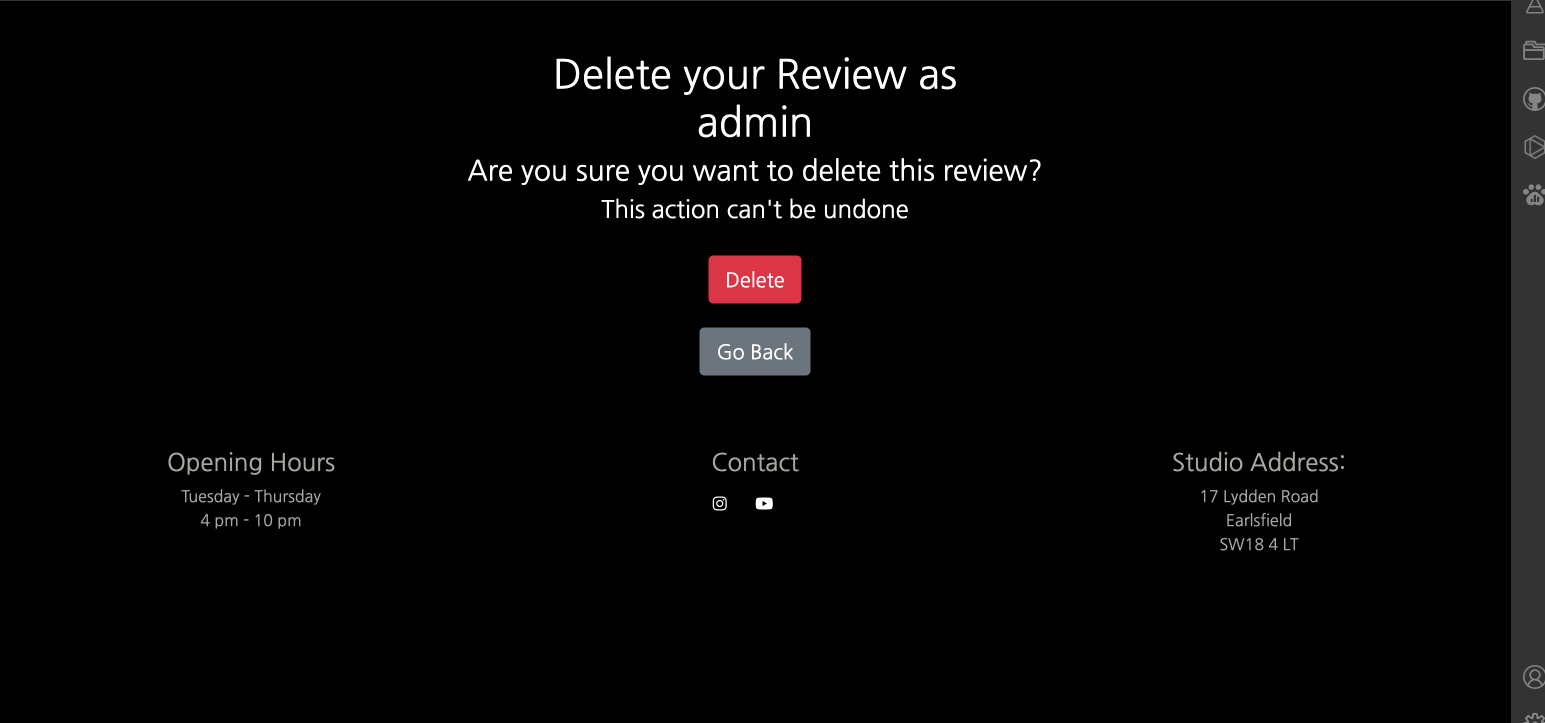 Delete your Review as
admin
Are you sure you want to delete this review?
This action can't be undone
Delete
Go Back
Opening Hours
Tuesday - Thursday
4 pm - 10 pm
Contact
Studio Address:
17 Lydden Road
Earlsfield
SW18 4 LT